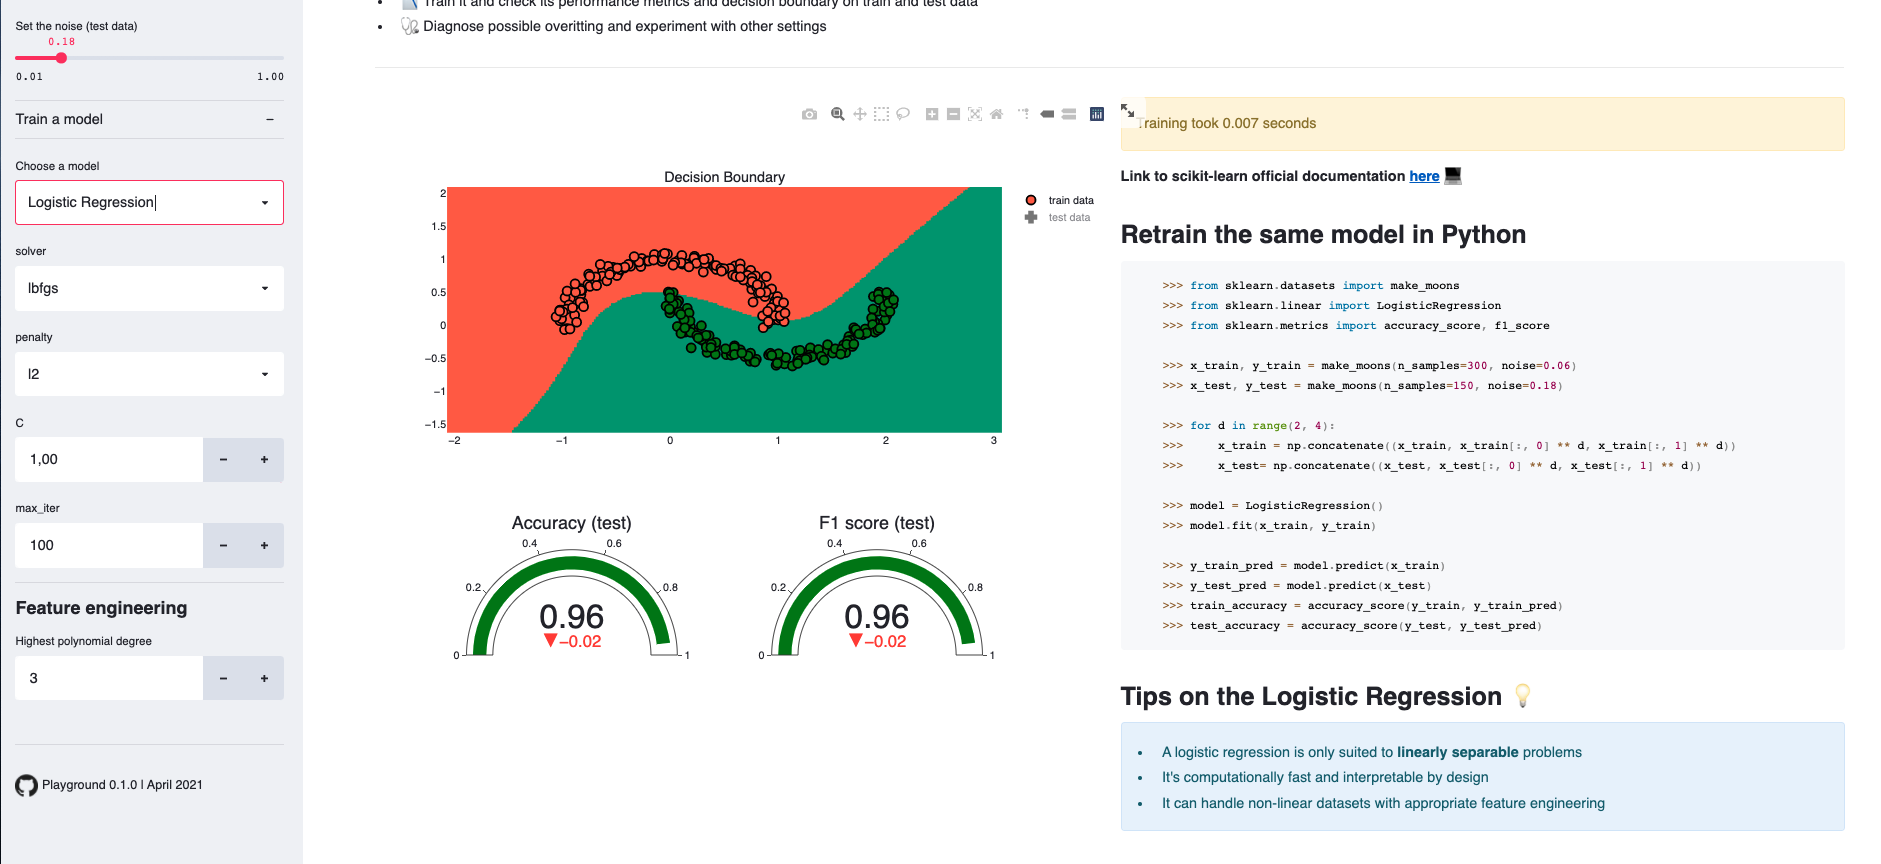 Set the noise (test data)
0.18
0.01 1.00
Train a model −
Choose a model
Logistic Regression
solver
lbfgs
penalty
l2
C
1,00 − +
max_iter
100 − +
Feature engineering
Highest polynomial degree
3 − +
Playground 0.1.0 | April 2021
Train it and check its performance metrics and decision boundary on train and test data
Diagnose possible overitting and experiment with other settings
Decision Boundary
2
1.5
1
0.5
0
−0.5
−1
−1.5
−2 −1 0 1 2 3
train data
test data
Accuracy (test)
0 0.2 0.4 0.6 0.8 1
0.96
▼−0.02
F1 score (test)
0 0.2 0.4 0.6 0.8 1
0.96
▼−0.02
Training took 0.007 seconds
Link to scikit-learn official documentation here
Retrain the same model in Python
>>> from sklearn.datasets import make_moons
>>> from sklearn.linear import LogisticRegression
>>> from sklearn.metrics import accuracy_score, f1_score
>>> x_train, y_train = make_moons(n_samples=300, noise=0.06)
>>> x_test, y_test = make_moons(n_samples=150, noise=0.18)
>>> for d in range(2, 4):
>>>     x_train = np.concatenate((x_train, x_train[:, 0] ** d, x_train[:, 1] ** d))
>>>     x_test= np.concatenate((x_test, x_test[:, 0] ** d, x_test[:, 1] ** d))
>>> model = LogisticRegression()
>>> model.fit(x_train, y_train)
>>> y_train_pred = model.predict(x_train)
>>> y_test_pred = model.predict(x_test)
>>> train_accuracy = accuracy_score(y_train, y_train_pred)
>>> test_accuracy = accuracy_score(y_test, y_test_pred)
Tips on the Logistic Regression
A logistic regression is only suited to linearly separable problems
It's computationally fast and interpretable by design
It can handle non-linear datasets with appropriate feature engineering